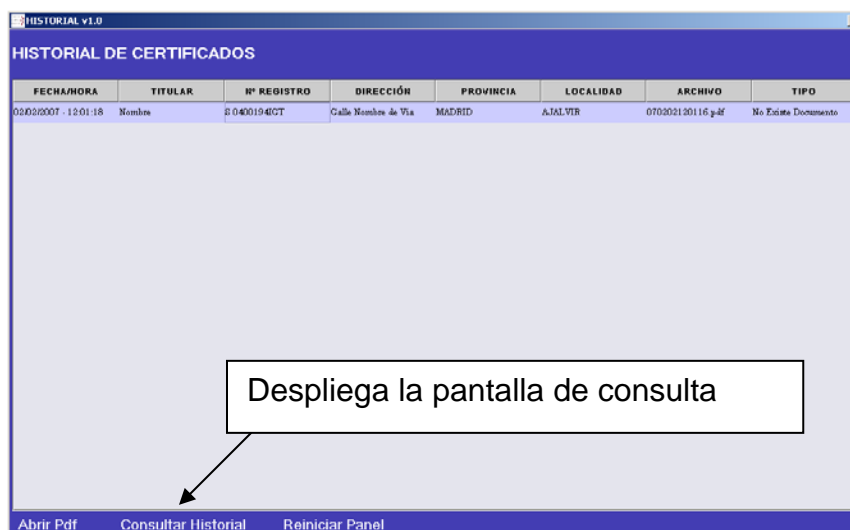 HISTORIAL v1.0
HISTORIAL DE CERTIFICADOS
FECHA/HORA TITULAR Nº REGISTRO DIRECCIÓN PROVINCIA LOCALIDAD ARCHIVO TIPO
02/02/2007 - 12:01:18 Nombre S0400194IGT Calle Nombre de Via MADRID AJALVIR 070202120116.pdf No Existe Documento
Despliega la pantalla de consulta
Abrir Pdf Consultar Historial Reiniciar Panel